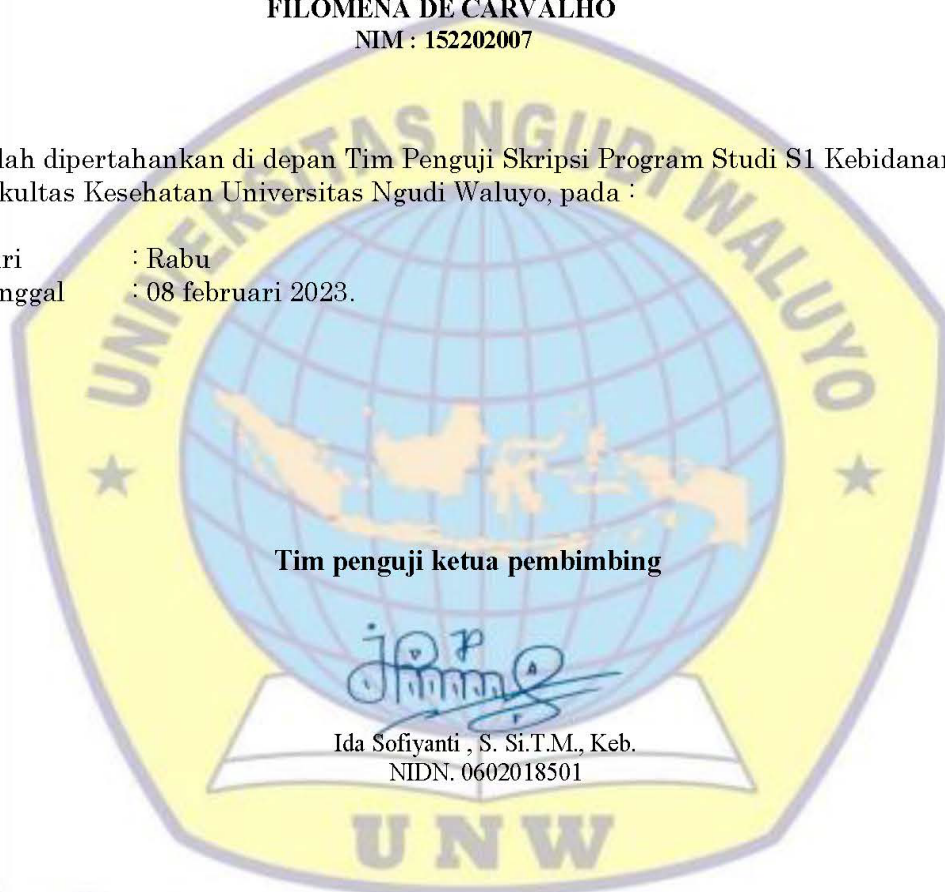 FILOMENA DE CARVALHO
NIM : 152202007
UNIVERSITAS NGUDI WALUYO
lah dipertahankan di depan Tim Penguji Skripsi Program Studi S1 Kebidanan
kultas Kesehatan Universitas Ngudi Waluyo, pada :
ri : Rabu
nggal : 08 februari 2023.
Tim penguji ketua pembimbing
Ida Sofiyanti , S. Si.T.M., Keb.
NIDN. 0602018501
UNW